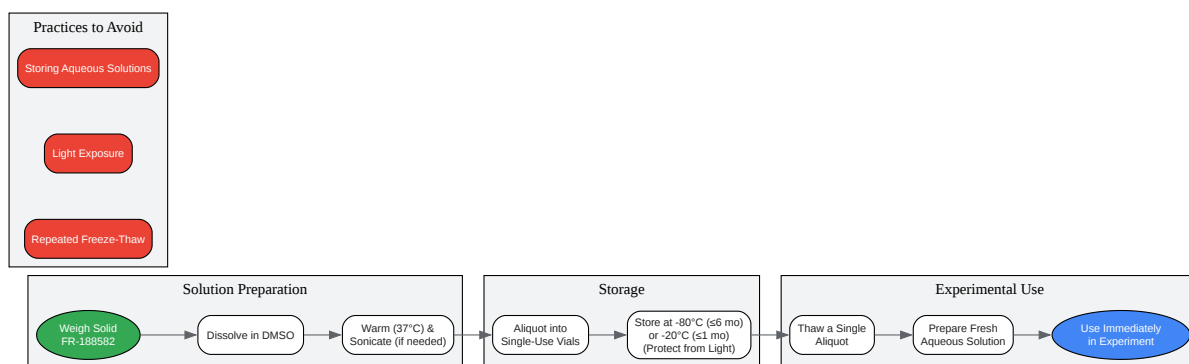 Practices to Avoid
Storing Aqueous Solutions
Light Exposure
Repeated Freeze-Thaw
Solution Preparation
Weigh Solid
FR-188582
Dissolve in DMSO
Warm (37°C) &
Sonicate (if needed)
Storage
Aliquot into
Single-Use Vials
Store at -80°C (≤6 mo)
or -20°C (≤1 mo)
(Protect from Light)
Experimental Use
Thaw a Single
Aliquot
Prepare Fresh
Aqueous Solution
Use Immediately
in Experiment